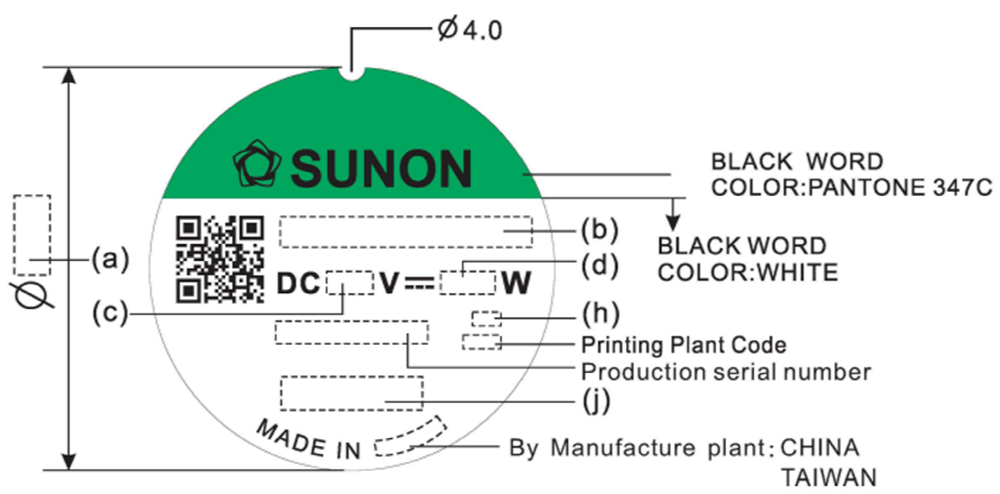 Ø4.0
SUNON
BLACK WORD
COLOR:PANTONE 347C
BLACK WORD
COLOR:WHITE
(a)
Ø
(b)
(d)
DC V⎓ W
(c)
(h)
Printing Plant Code
Production serial number
(j)
MADE IN
By Manufacture plant: CHINA
TAIWAN